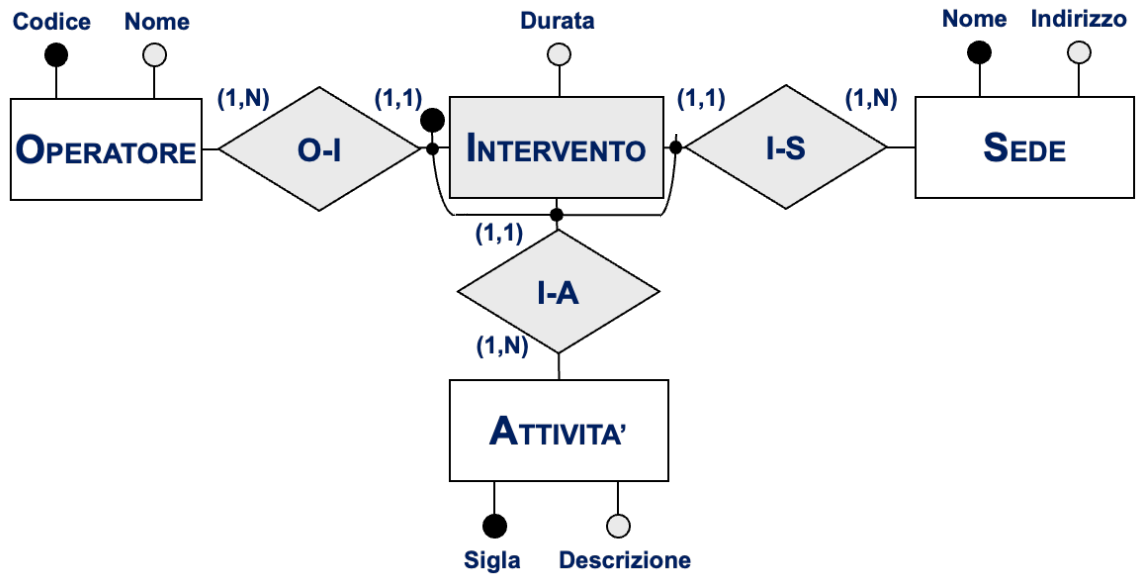 Codice Nome Durata Nome Indirizzo
(1,N) (1,1) (1,1) (1,N)
OPERATORE O-I INTERVENTO I-S SEDE
(1,1)
I-A
(1,N)
ATTIVITA’
Sigla Descrizione